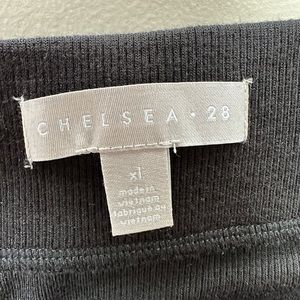 CHELSEA · 28
xl
made in
vietnam
fabriqué au
vietnam